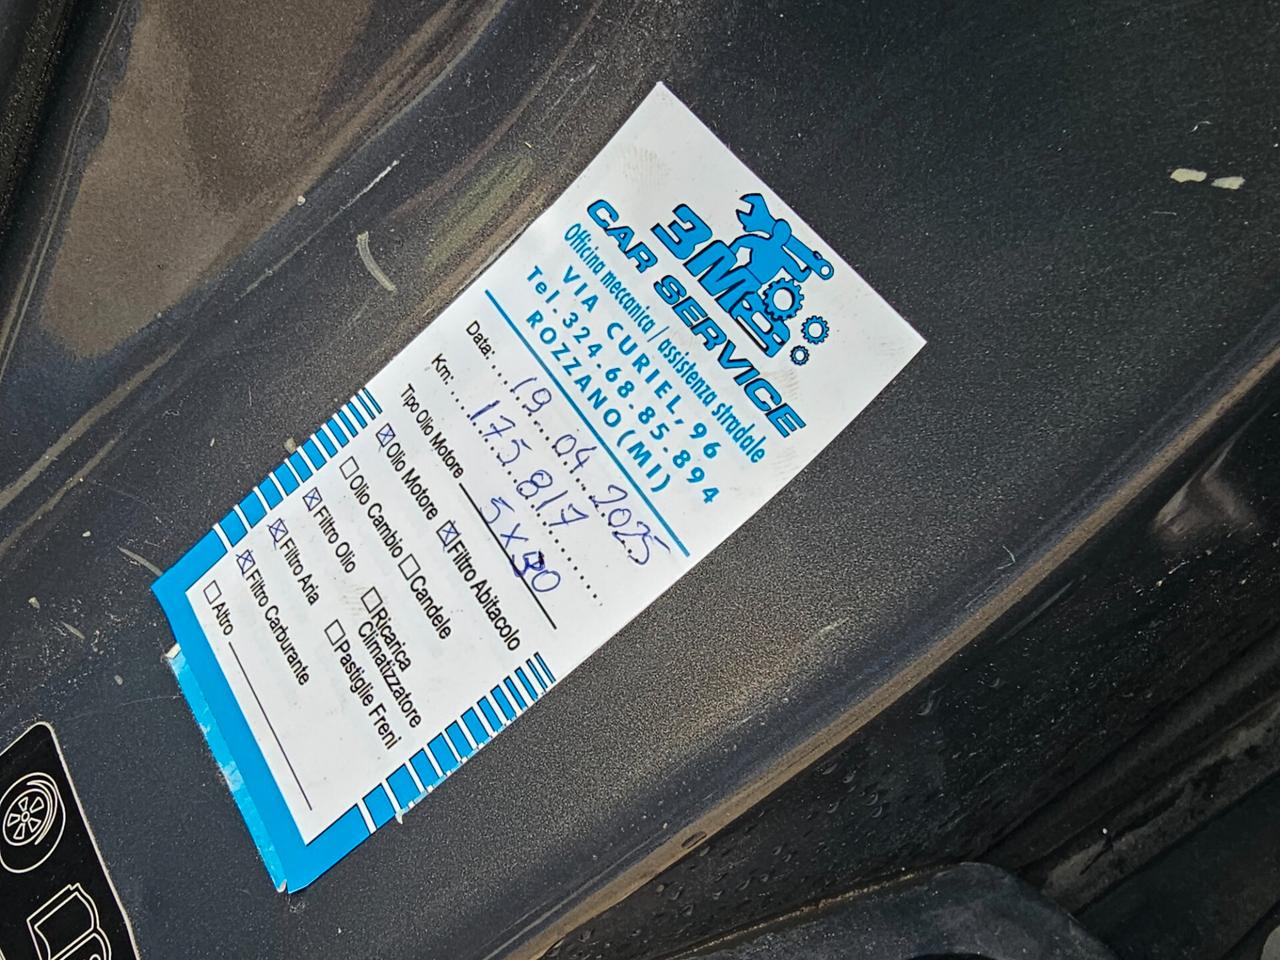 3M
CAR SERVICE
Officina meccanica / assistenza stradale
VIA CURIEL, 96
Tel. 324.68.85.894
ROZZANO (MI)
Data: 19 04 2025
Km: 175.817
Tipo Olio Motore 5X30
Olio Motore Filtro Abitacolo
Olio Cambio Candele
Filtro Olio Ricarica Climatizzatore
Filtro Aria Pastiglie Freni
Filtro Carburante
Altro